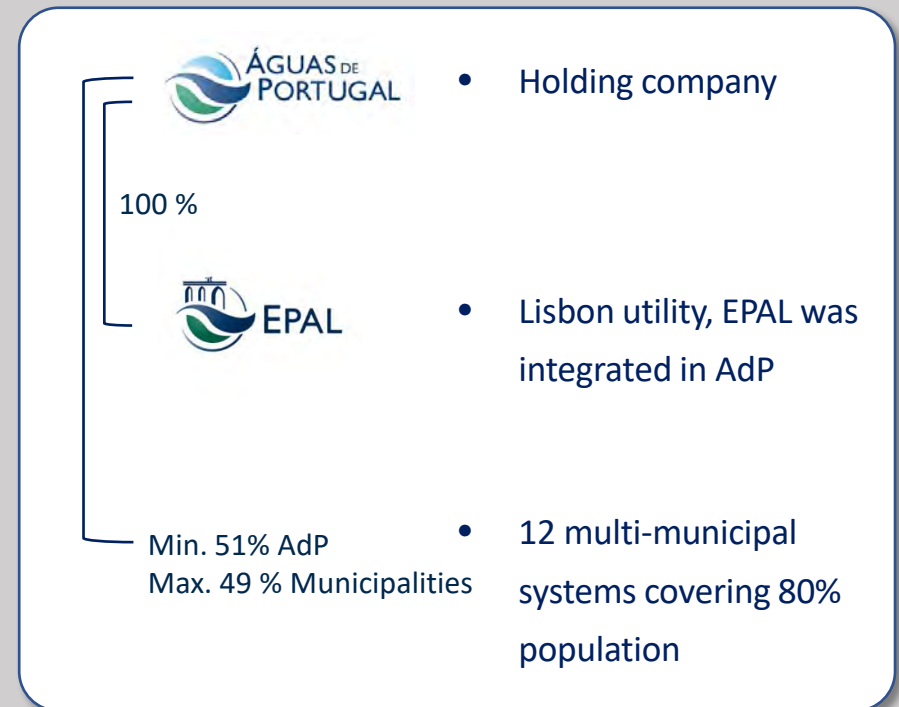 ÁGUAS DE
PORTUGAL
• Holding company
100 %
EPAL
• Lisbon utility, EPAL was
integrated in AdP
Min. 51% AdP
Max. 49 % Municipalities
• 12 multi-municipal
systems covering 80%
population